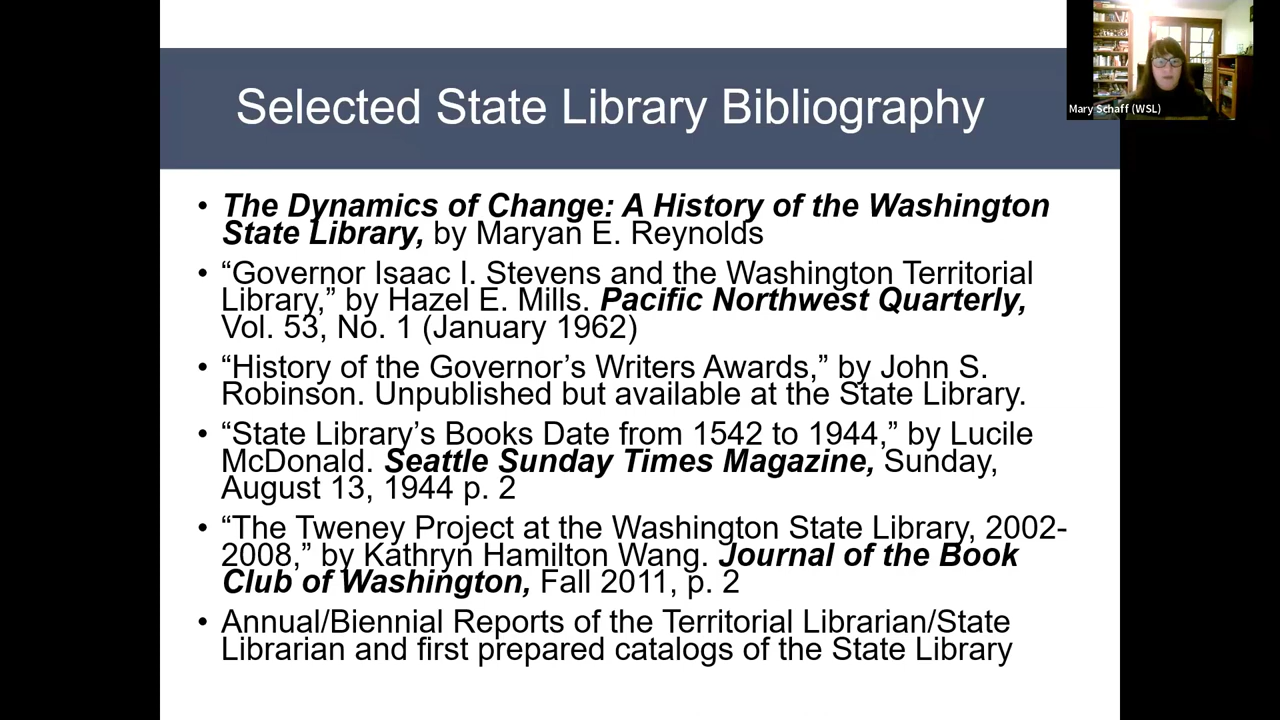 Selected State Library Bibliography
Mary Schaff (WSL)
• The Dynamics of Change: A History of the Washington
State Library, by Maryan E. Reynolds
• “Governor Isaac I. Stevens and the Washington Territorial
Library,” by Hazel E. Mills. Pacific Northwest Quarterly,
Vol. 53, No. 1 (January 1962)
• “History of the Governor’s Writers Awards,” by John S.
Robinson. Unpublished but available at the State Library.
• “State Library’s Books Date from 1542 to 1944,” by Lucile
McDonald. Seattle Sunday Times Magazine, Sunday,
August 13, 1944 p. 2
• “The Tweney Project at the Washington State Library, 2002-
2008,” by Kathryn Hamilton Wang. Journal of the Book
Club of Washington, Fall 2011, p. 2
• Annual/Biennial Reports of the Territorial Librarian/State
Librarian and first prepared catalogs of the State Library